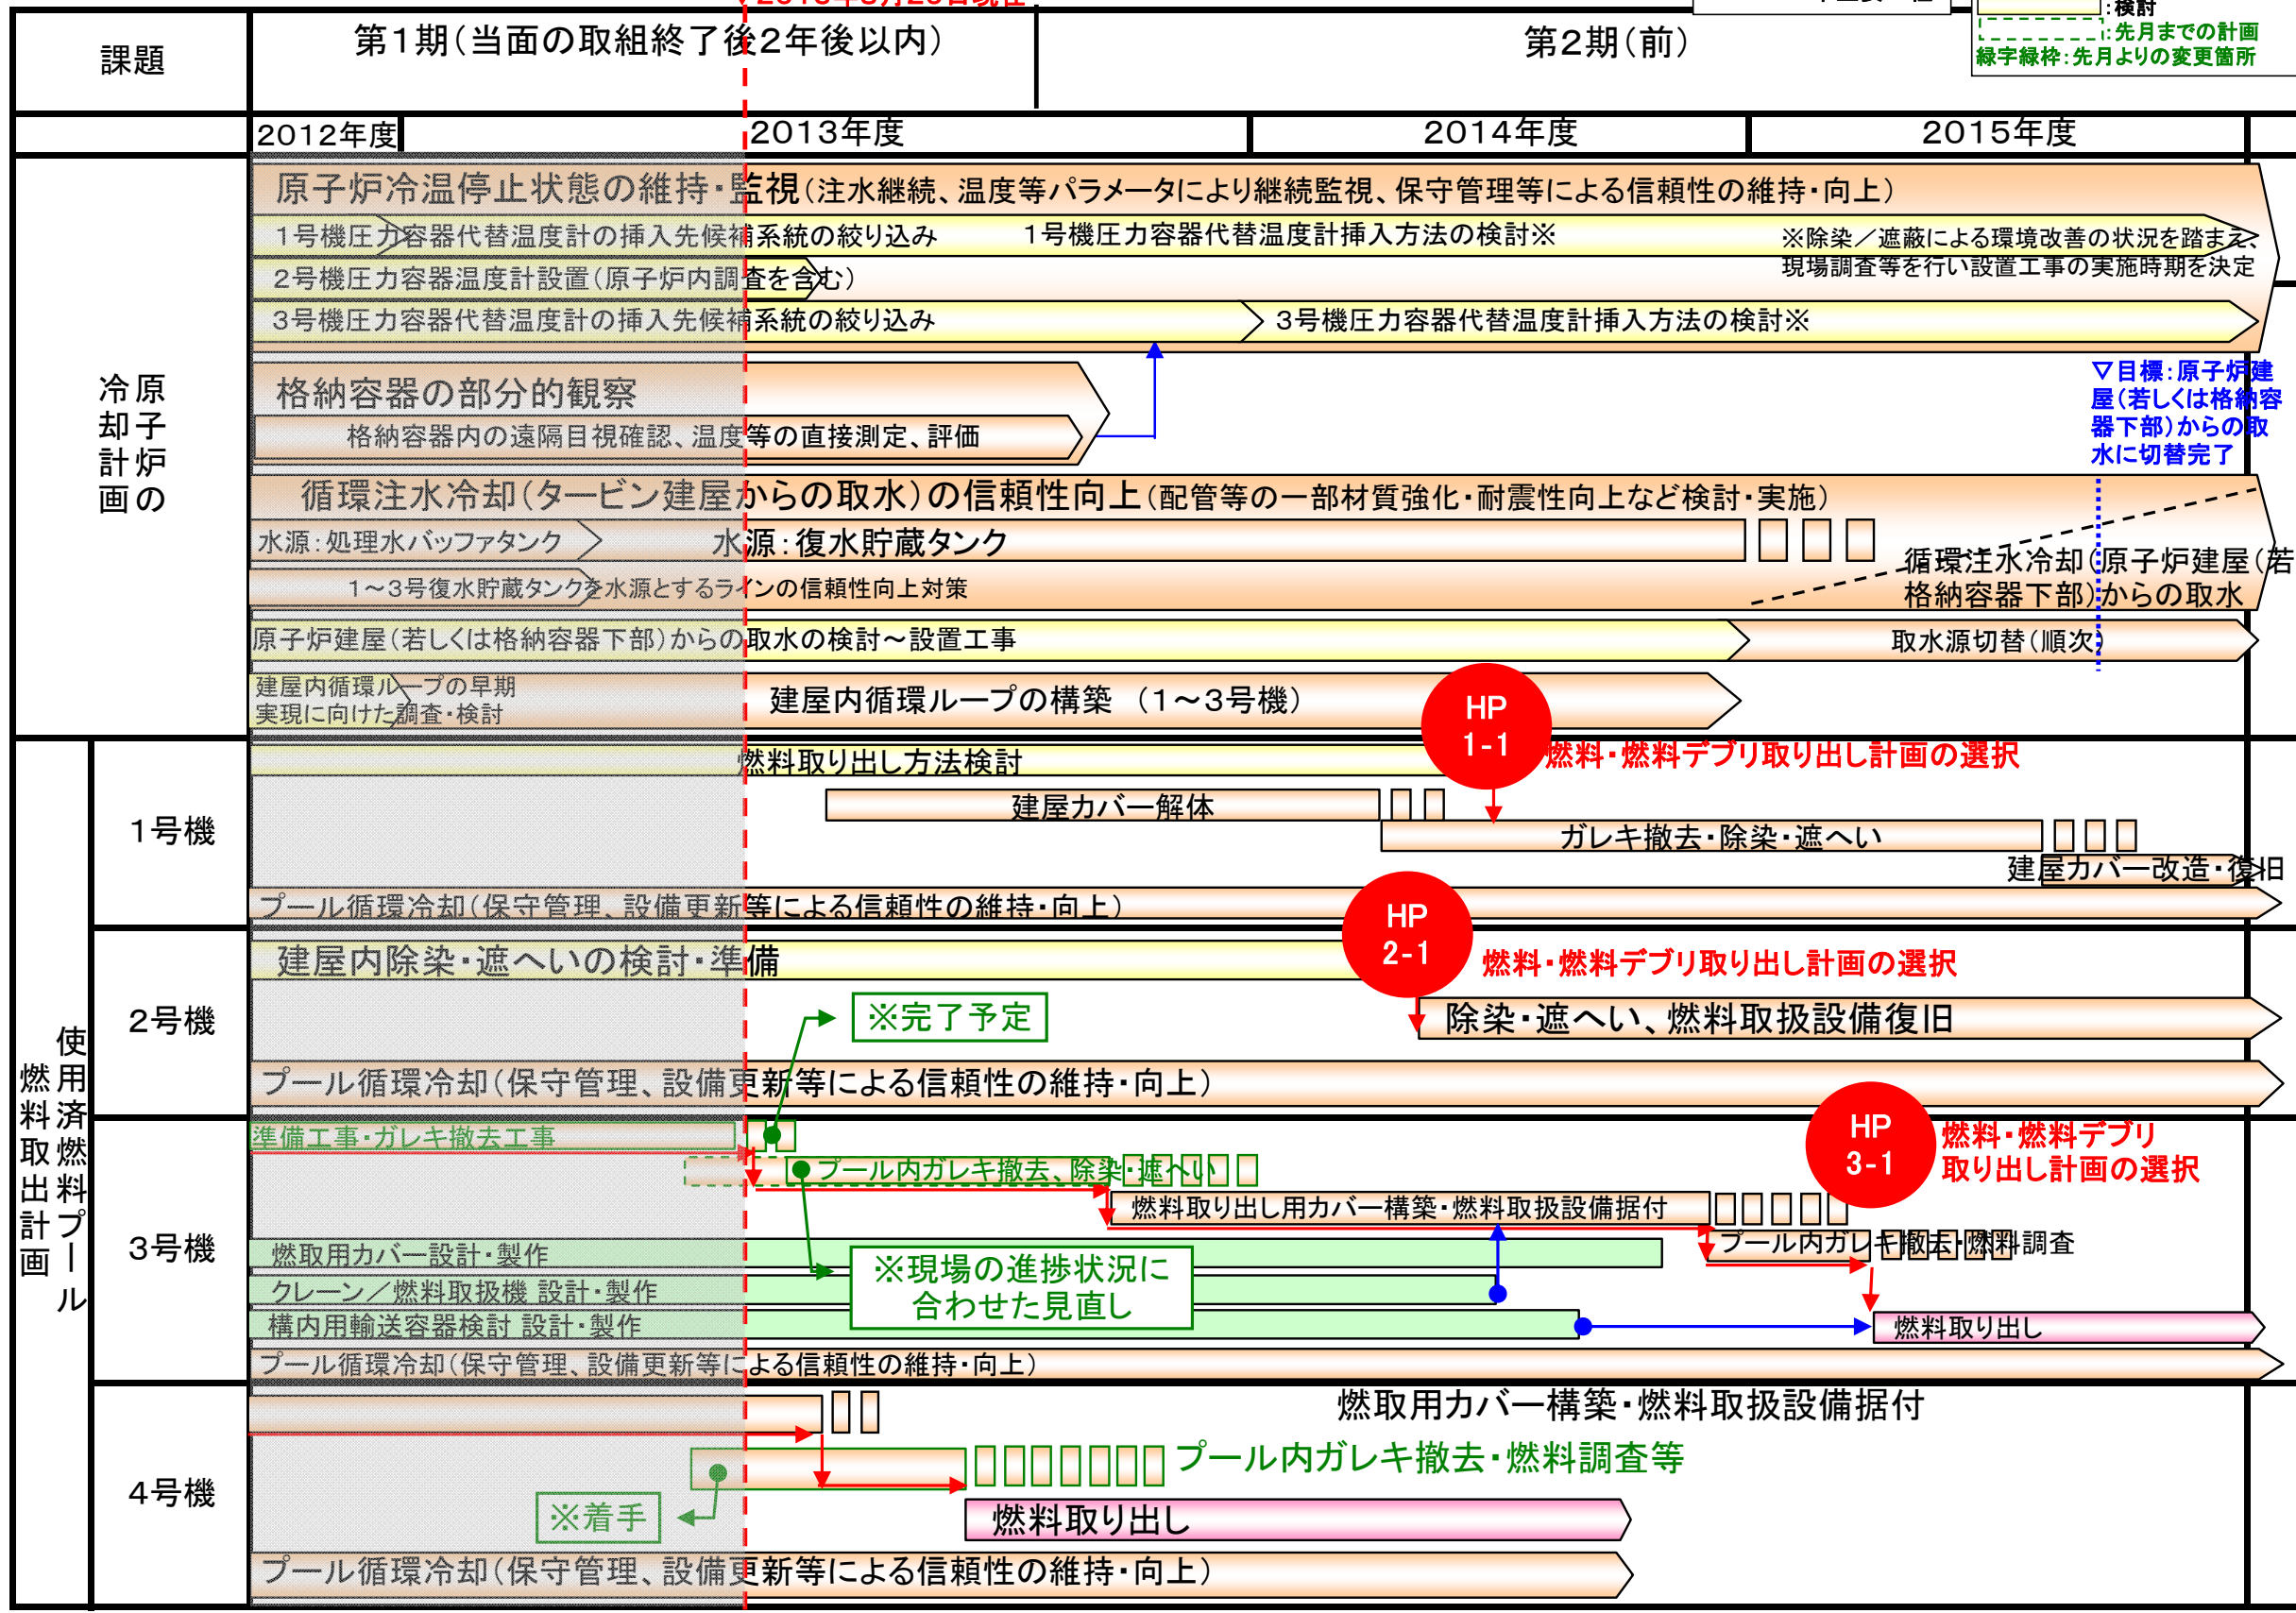 課題
第1期(当面の取組終了後2年後以内)
第2期(前)
:検討
:先月までの計画
緑字緑枠:先月よりの変更箇所
2012年度
2013年度
2014年度
2015年度
原子炉の冷却計画
原子炉冷温停止状態の維持・監視(注水継続、温度等パラメータにより継続監視、保守管理等による信頼性の維持・向上)
1号機圧力容器代替温度計の挿入先候補系統の絞り込み
1号機圧力容器代替温度計挿入方法の検討※
※除染/遮蔽による環境改善の状況を踏まえ、
現場調査等を行い設置工事の実施時期を決定
2号機圧力容器温度計設置(原子炉内調査を含む)
3号機圧力容器代替温度計の挿入先候補系統の絞り込み
3号機圧力容器代替温度計挿入方法の検討※
格納容器の部分的観察
格納容器内の遠隔目視確認、温度等の直接測定、評価
▽目標:原子炉建
屋(若しくは格納容
器下部)からの取
水に切替完了
循環注水冷却(タービン建屋からの取水)の信頼性向上(配管等の一部材質強化・耐震性向上など検討・実施)
水源:処理水バッファタンク
水源:復水貯蔵タンク
循環注水冷却(原子炉建屋(若
格納容器下部)からの取水
1~3号復水貯蔵タンクを水源とするラインの信頼性向上対策
原子炉建屋(若しくは格納容器下部)からの取水の検討~設置工事
取水源切替(順次)
建屋内循環ループの早期
実現に向けた調査・検討
建屋内循環ループの構築 (1~3号機)
HP
1-1
燃料・燃料デブリ取り出し計画の選択
使用済燃料プール
燃料取出計画
1号機
燃料取り出し方法検討
建屋カバー解体
ガレキ撤去・除染・遮へい
建屋カバー改造・復旧
プール循環冷却(保守管理、設備更新等による信頼性の維持・向上)
2号機
建屋内除染・遮へいの検討・準備
HP
2-1
燃料・燃料デブリ取り出し計画の選択
※完了予定
除染・遮へい、燃料取扱設備復旧
プール循環冷却(保守管理、設備更新等による信頼性の維持・向上)
3号機
準備工事・ガレキ撤去工事
HP
3-1
燃料・燃料デブリ
取り出し計画の選択
プール内ガレキ撤去、除染・遮へい
燃料取り出し用カバー構築・燃料取扱設備据付
プール内ガレキ撤去・燃料調査
燃取用カバー設計・製作
※現場の進捗状況に
合わせた見直し
クレーン/燃料取扱機 設計・製作
構内用輸送容器検討 設計・製作
燃料取り出し
プール循環冷却(保守管理、設備更新等による信頼性の維持・向上)
4号機
燃取用カバー構築・燃料取扱設備据付
プール内ガレキ撤去・燃料調査等
※着手
燃料取り出し
プール循環冷却(保守管理、設備更新等による信頼性の維持・向上)